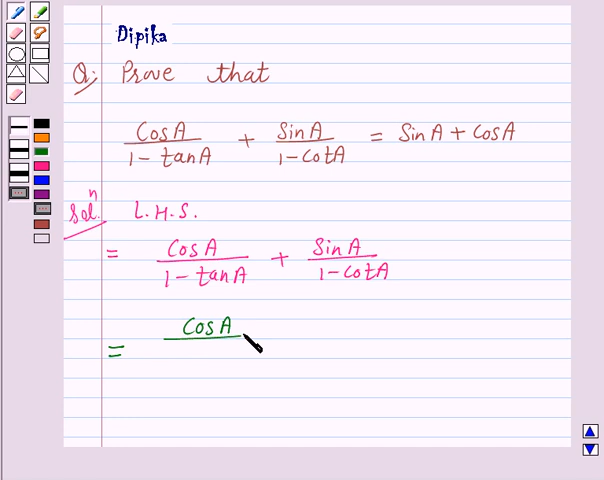 Dipika
Q: Prove that
CosA / 1 - tanA + SinA / 1 - CotA = SinA + CosA
Solⁿ. L.H.S.
= CosA / 1 - tanA + SinA / 1 - CotA
= CosA